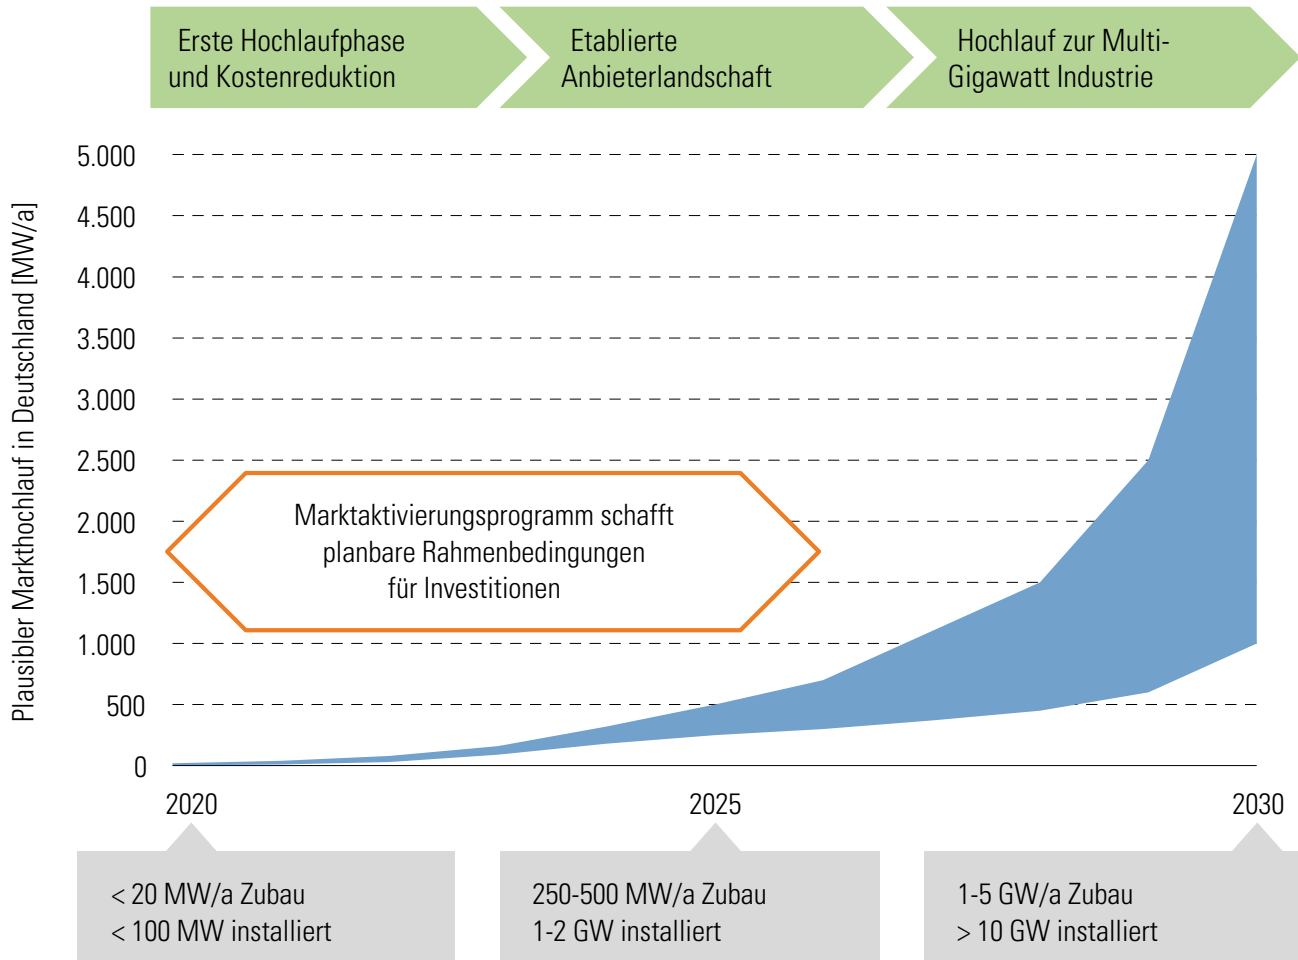 Erste Hochlaufphase
und Kostenreduktion
Etablierte
Anbieterlandschaft
Hochlauf zur Multi-
Gigawatt Industrie
Plausibler Markthochlauf in Deutschland [MW/a]
5.000
4.500
4.000
3.500
3.000
2.500
2.000
1.500
1.000
500
0
Marktaktivierungsprogramm schafft
planbare Rahmenbedingungen
für Investitionen
2020
2025
2030
< 20 MW/a Zubau
< 100 MW installiert
250-500 MW/a Zubau
1-2 GW installiert
1-5 GW/a Zubau
> 10 GW installiert